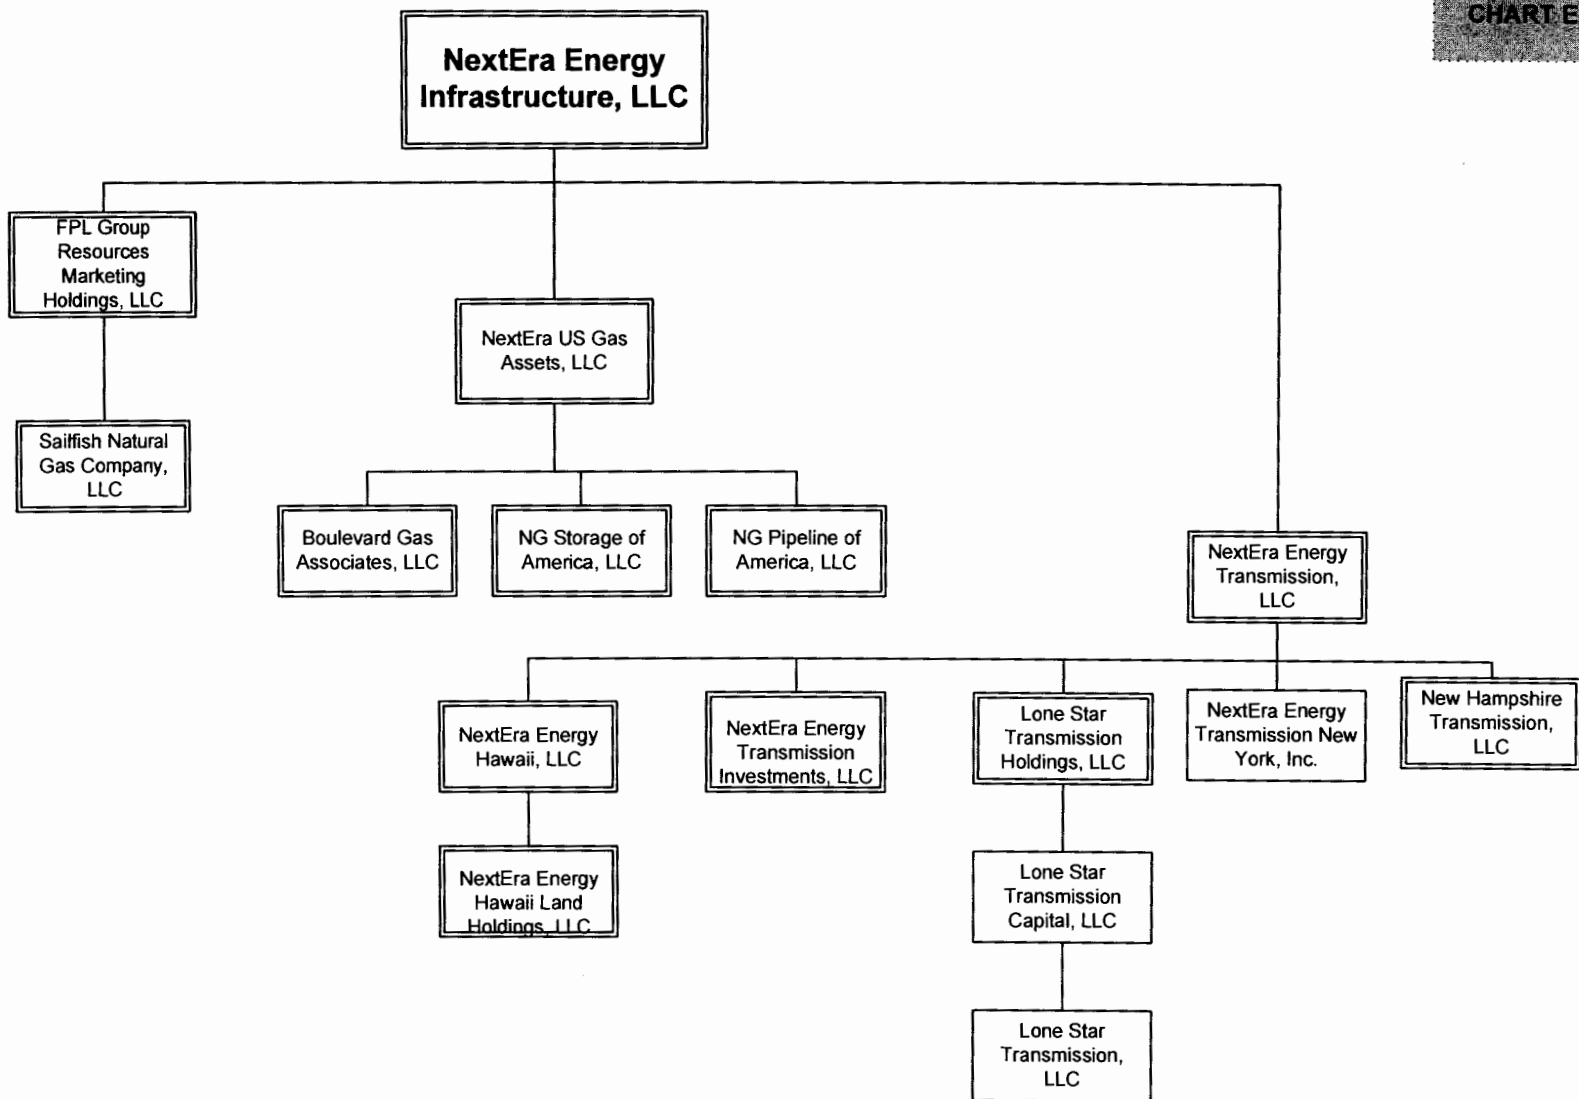 CHART E
NextEra Energy
Infrastructure, LLC
FPL Group
Resources
Marketing
Holdings, LLC
NextEra US Gas
Assets, LLC
Sailfish Natural
Gas Company,
LLC
Boulevard Gas
Associates, LLC
NG Storage of
America, LLC
NG Pipeline of
America, LLC
NextEra Energy
Transmission,
LLC
NextEra Energy
Hawaii, LLC
NextEra Energy
Transmission
Investments, LLC
Lone Star
Transmission
Holdings, LLC
NextEra Energy
Transmission New
York, Inc.
New Hampshire
Transmission,
LLC
NextEra Energy
Hawaii Land
Holdings, LLC
Lone Star
Transmission
Capital, LLC
Lone Star
Transmission,
LLC